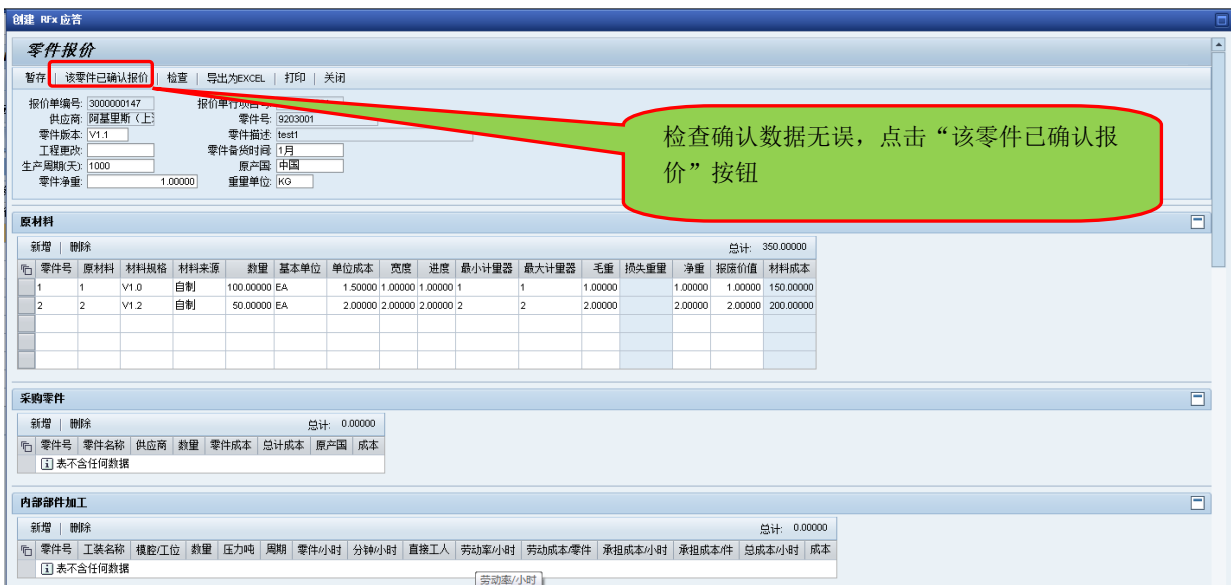 创建 RFx 应答
零件报价
暂存 | 该零件已确认报价 | 检查 | 导出为EXCEL | 打印 | 关闭
报价单编号: 3000000147 报价单行项目号
供应商: 阿基里斯（上 零件号: 9203001
零件版本: V1.1 零件描述: test1
工程更改: 零件备货时间: 1月
生产周期(天): 1000 原产国: 中国
零件净重: 1.00000 重量单位: KG
检查确认数据无误，点击“该零件已确认报
价”按钮
原材料
新增 | 删除 总计: 350.00000
零件号 原材料 材料规格 材料来源 数量 基本单位 单位成本 宽度 进度 最小计量器 最大计量器 毛重 损失重量 净重 报废价值 材料成本
1 1 V1.0 自制 100.00000 EA 1.50000 1.00000 1.00000 1 1 1.00000 1.00000 1.00000 150.00000
2 2 V1.2 自制 50.00000 EA 2.00000 2.00000 2.00000 2 2 2.00000 2.00000 2.00000 200.00000
采购零件
新增 | 删除 总计: 0.00000
零件号 零件名称 供应商 数量 零件成本 总计成本 原产国 成本
表不含任何数据
内部部件加工
新增 | 删除 总计: 0.00000
零件号 工装名称 模腔/工位 数量 压力吨 周期 零件/小时 分钟/小时 直接工人 劳动率/小时 劳动成本/零件 承担成本/小时 承担成本/件 总成本/小时 成本
表不含任何数据
劳动率/小时